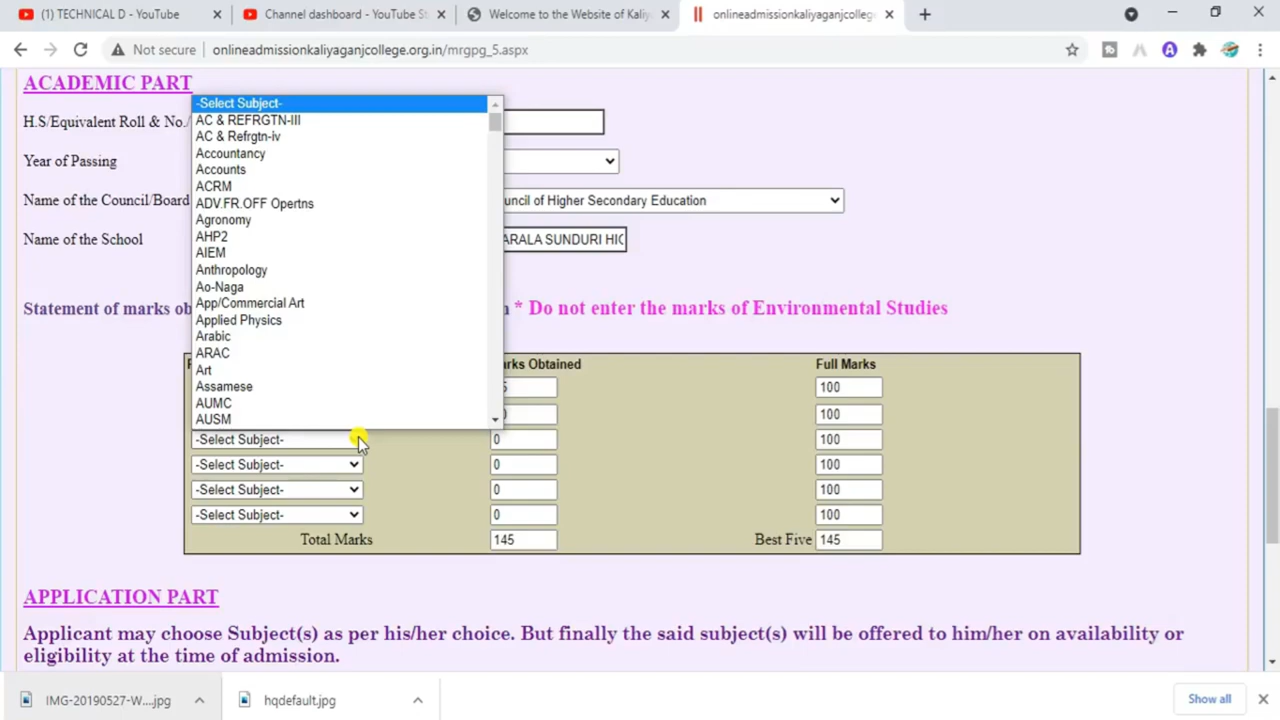 (1) TECHNICAL D - YouTube
Channel dashboard - YouTube S
Welcome to the Website of Kaliy
onlineadmissionkaliyaganjcollege
Not secure
onlineadmissionkaliyaganjcollege.org.in/mrgpg_5.aspx
ACADEMIC PART
H.S/Equivalent Roll & No./
Year of Passing
Name of the Council/Board
uncil of Higher Secondary Education
Name of the School
ARALA SUNDURI HIG
-Select Subject-
AC & REFRGTN-III
AC & Refrgtn-iv
Accountancy
Accounts
ACRM
ADV.FR.OFF Opertns
Agronomy
AHP2
AIEM
Anthropology
Ao-Naga
App/Commercial Art
Applied Physics
Arabic
ARAC
Art
Assamese
AUMC
AUSM
Statement of marks ob
* Do not enter the marks of Environmental Studies
arks Obtained Full Marks
5 100
0 100
-Select Subject- 0 100
-Select Subject- 0 100
-Select Subject- 0 100
-Select Subject- 0 100
Total Marks 145 Best Five 145
APPLICATION PART
Applicant may choose Subject(s) as per his/her choice. But finally the said subject(s) will be offered to him/her on availability or
eligibility at the time of admission.
IMG-20190527-W....jpg
hqdefault.jpg
Show all